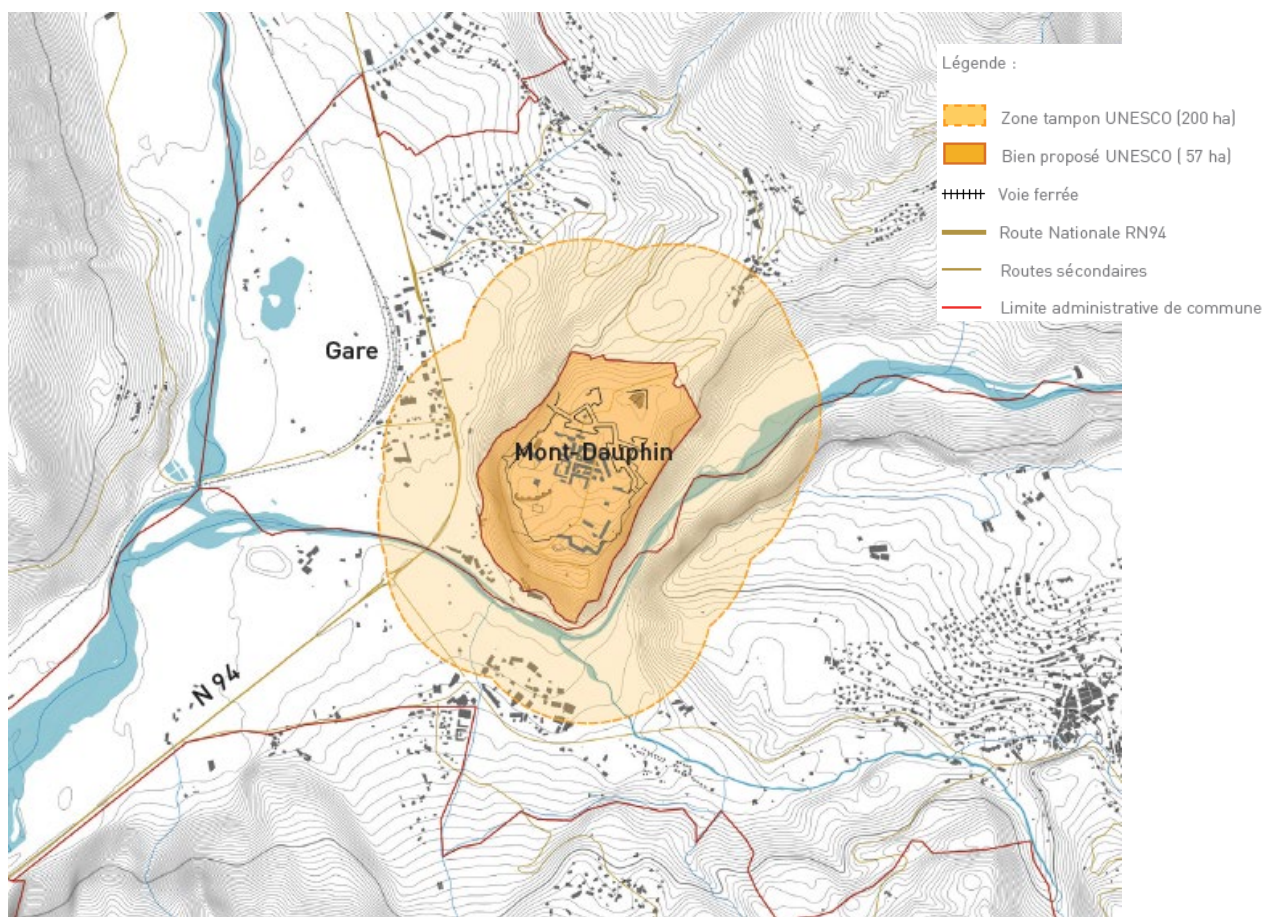 Légende :
Zone tampon UNESCO (200 ha)
Bien proposé UNESCO ( 57 ha)
Voie ferrée
Route Nationale RN94
Routes sécondaires
Limite administrative de commune
Gare
Mont-Dauphin
N 94